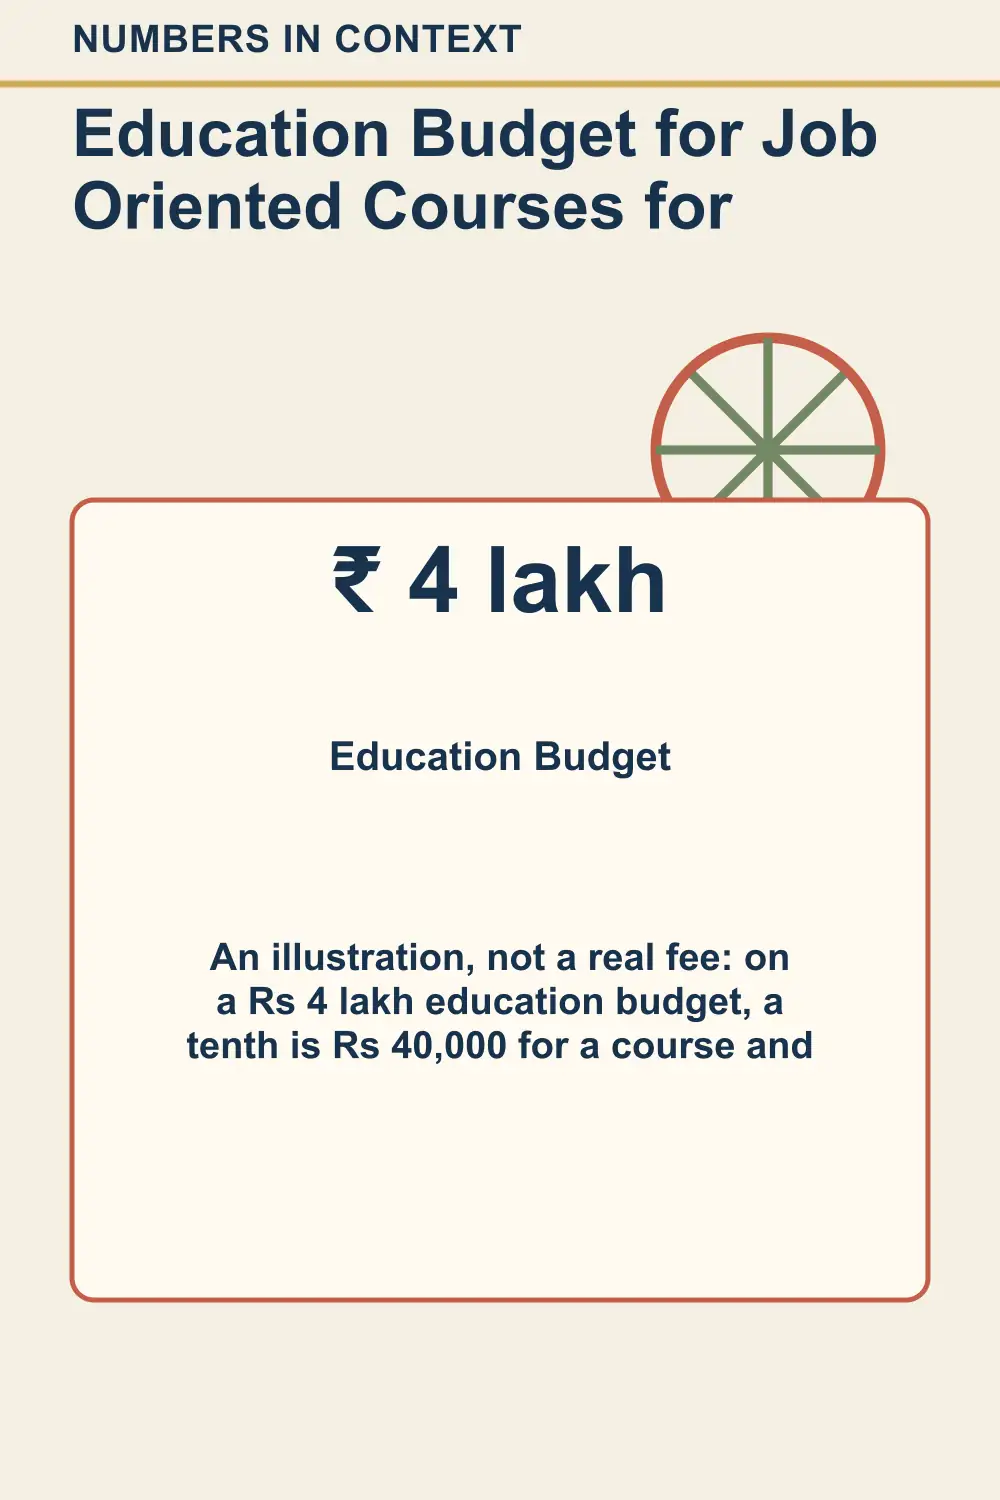 NUMBERS IN CONTEXT
Education Budget for Job
Oriented Courses for
₹ 4 lakh
Education Budget
An illustration, not a real fee: on
a Rs 4 lakh education budget, a
tenth is Rs 40,000 for a course and